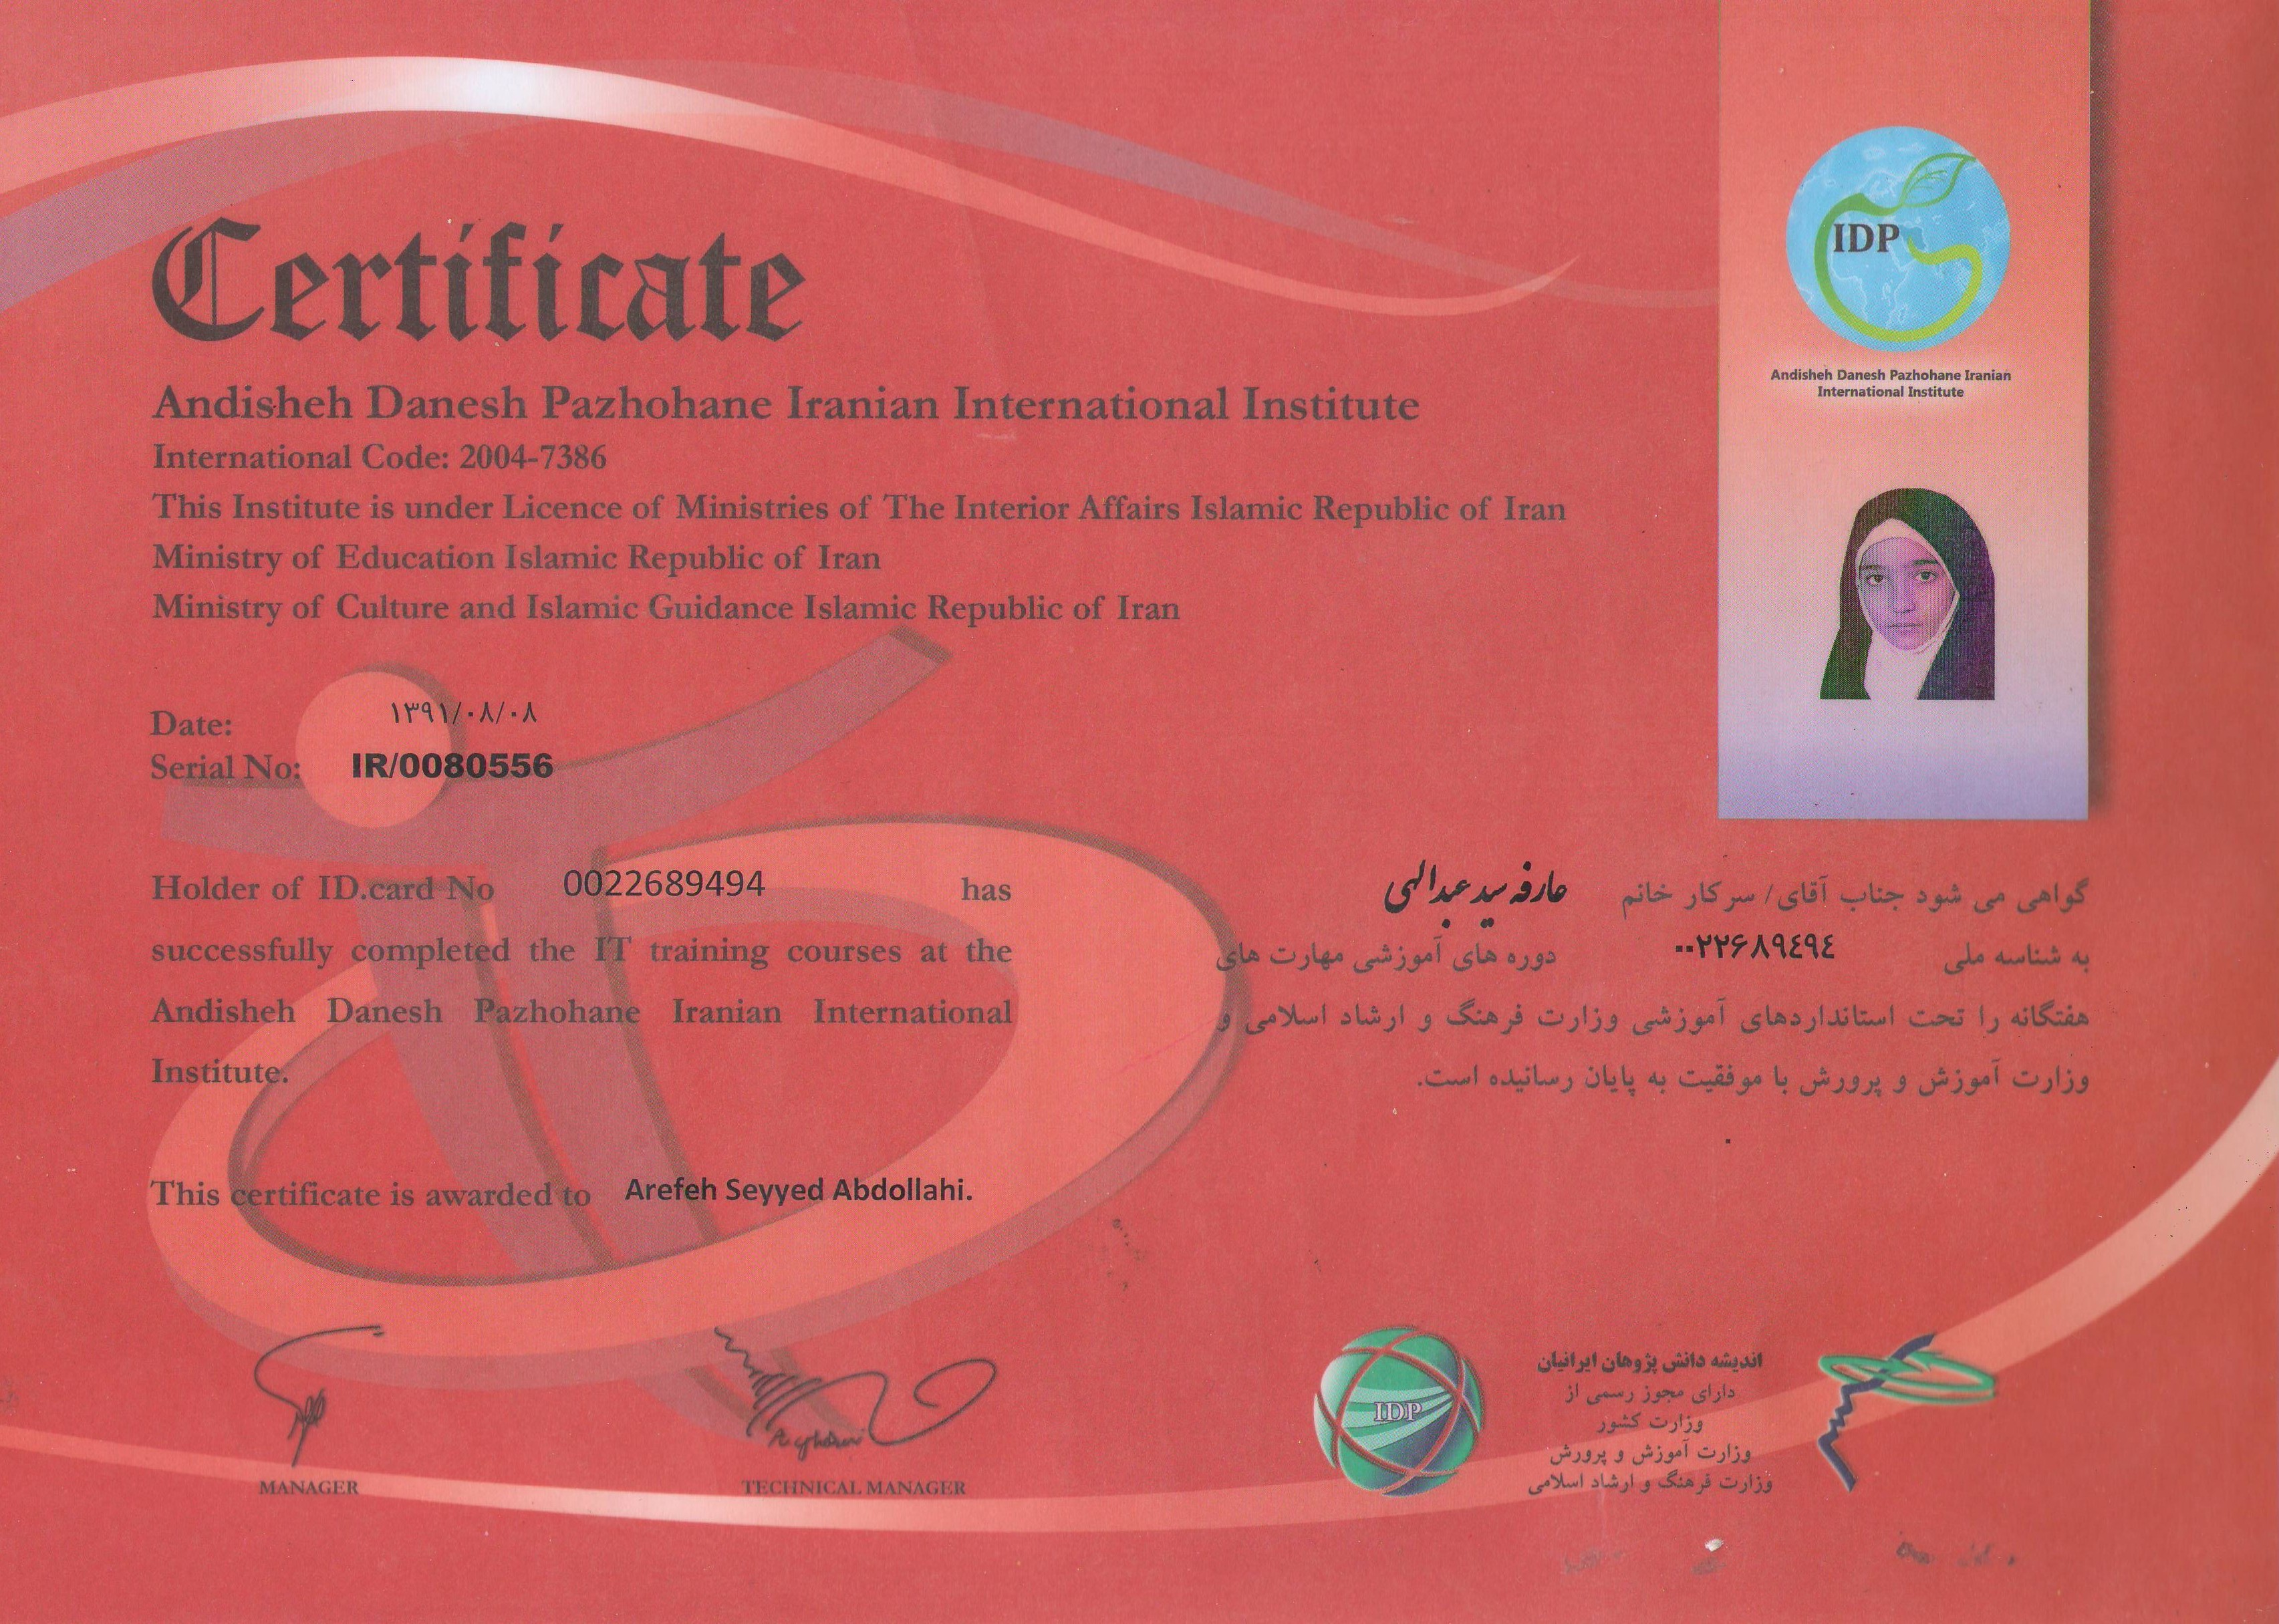 Certificate
Andisheh Danesh Pazhohane Iranian International Institute
International Code: 2004-7386
This Institute is under Licence of Ministries of The Interior Affairs Islamic Republic of Iran
Ministry of Education Islamic Republic of Iran
Ministry of Culture and Islamic Guidance Islamic Republic of Iran
IDP
Andisheh Danesh Pazhohane Iranian
International Institute
Date: ۱۳۹۱/۰۸/۰۸
Serial No: IR/0080556
Holder of ID.card No 0022689494 has
successfully completed the IT training courses at the
Andisheh Danesh Pazhohane Iranian International
Institute.
This certificate is awarded to Arefeh Seyyed Abdollahi.
گواهی می شود جناب آقای/ سرکار خانم عارفه سید عبدالهی
به شناسه ملی ۰۰۲۲۶۸۹٤۹٤ دوره های آموزشی مهارت های
هفتگانه را تحت استانداردهای آموزشی وزارت فرهنگ و ارشاد اسلامی و
وزارت آموزش و پرورش با موفقیت به پایان رسانیده است.
MANAGER
TECHNICAL MANAGER
IDP
اندیشه دانش پژوهان ایرانیان
دارای مجوز رسمی از
وزارت کشور
وزارت آموزش و پرورش
وزارت فرهنگ و ارشاد اسلامی